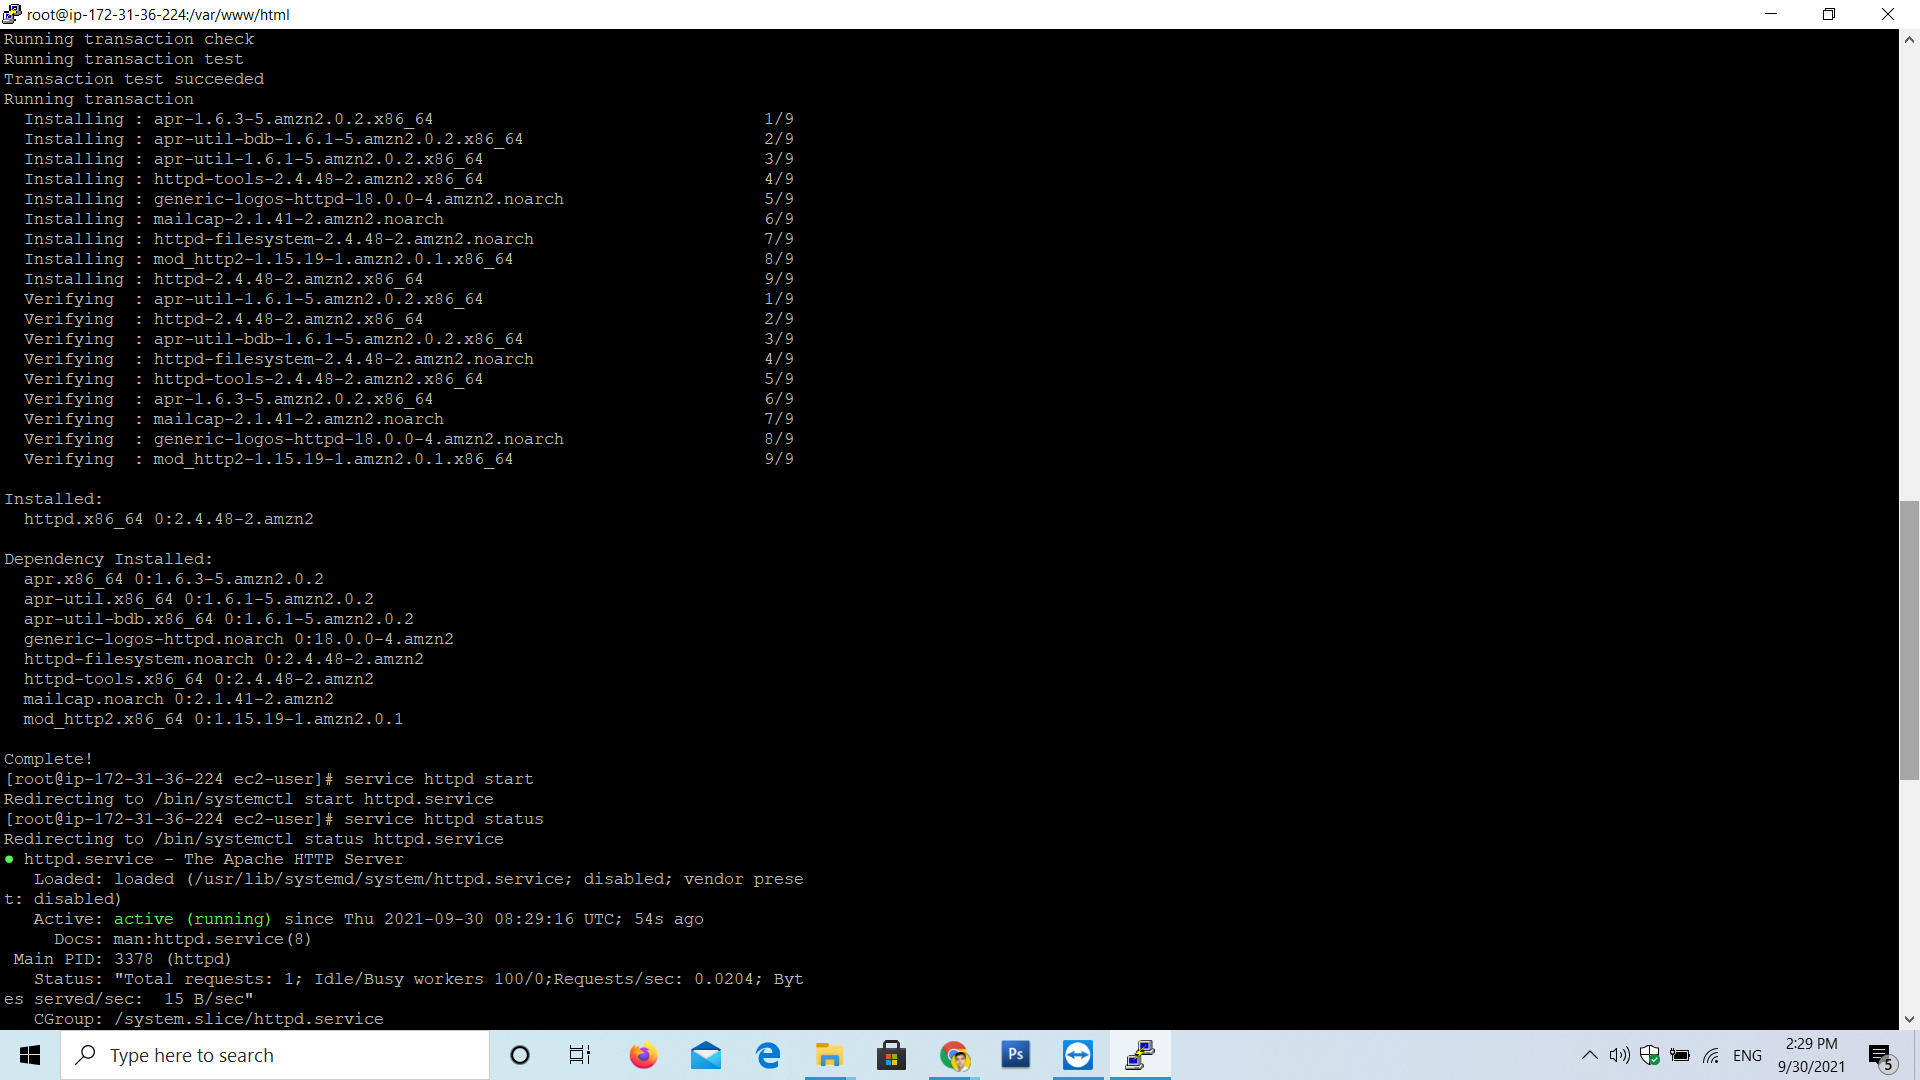 root@ip-172-31-36-224:/var/www/html
Running transaction check
Running transaction test
Transaction test succeeded
Running transaction
  Installing : apr-1.6.3-5.amzn2.0.2.x86_64                                 1/9
  Installing : apr-util-bdb-1.6.1-5.amzn2.0.2.x86_64                        2/9
  Installing : apr-util-1.6.1-5.amzn2.0.2.x86_64                            3/9
  Installing : httpd-tools-2.4.48-2.amzn2.x86_64                            4/9
  Installing : generic-logos-httpd-18.0.0-4.amzn2.noarch                    5/9
  Installing : mailcap-2.1.41-2.amzn2.noarch                                6/9
  Installing : httpd-filesystem-2.4.48-2.amzn2.noarch                       7/9
  Installing : mod_http2-1.15.19-1.amzn2.0.1.x86_64                         8/9
  Installing : httpd-2.4.48-2.amzn2.x86_64                                  9/9
  Verifying  : apr-util-1.6.1-5.amzn2.0.2.x86_64                            1/9
  Verifying  : httpd-2.4.48-2.amzn2.x86_64                                  2/9
  Verifying  : apr-util-bdb-1.6.1-5.amzn2.0.2.x86_64                        3/9
  Verifying  : httpd-filesystem-2.4.48-2.amzn2.noarch                       4/9
  Verifying  : httpd-tools-2.4.48-2.amzn2.x86_64                            5/9
  Verifying  : apr-1.6.3-5.amzn2.0.2.x86_64                                 6/9
  Verifying  : mailcap-2.1.41-2.amzn2.noarch                                7/9
  Verifying  : generic-logos-httpd-18.0.0-4.amzn2.noarch                    8/9
  Verifying  : mod_http2-1.15.19-1.amzn2.0.1.x86_64                         9/9
Installed:
  httpd.x86_64 0:2.4.48-2.amzn2
Dependency Installed:
  apr.x86_64 0:1.6.3-5.amzn2.0.2
  apr-util.x86_64 0:1.6.1-5.amzn2.0.2
  apr-util-bdb.x86_64 0:1.6.1-5.amzn2.0.2
  generic-logos-httpd.noarch 0:18.0.0-4.amzn2
  httpd-filesystem.noarch 0:2.4.48-2.amzn2
  httpd-tools.x86_64 0:2.4.48-2.amzn2
  mailcap.noarch 0:2.1.41-2.amzn2
  mod_http2.x86_64 0:1.15.19-1.amzn2.0.1
Complete!
[root@ip-172-31-36-224 ec2-user]# service httpd start
Redirecting to /bin/systemctl start httpd.service
[root@ip-172-31-36-224 ec2-user]# service httpd status
Redirecting to /bin/systemctl status httpd.service
● httpd.service - The Apache HTTP Server
   Loaded: loaded (/usr/lib/systemd/system/httpd.service; disabled; vendor prese
t: disabled)
   Active: active (running) since Thu 2021-09-30 08:29:16 UTC; 54s ago
     Docs: man:httpd.service(8)
 Main PID: 3378 (httpd)
   Status: "Total requests: 1; Idle/Busy workers 100/0;Requests/sec: 0.0204; Byt
es served/sec:  15 B/sec"
   CGroup: /system.slice/httpd.service
Type here to search
Ps
ENG
2:29 PM
9/30/2021
5